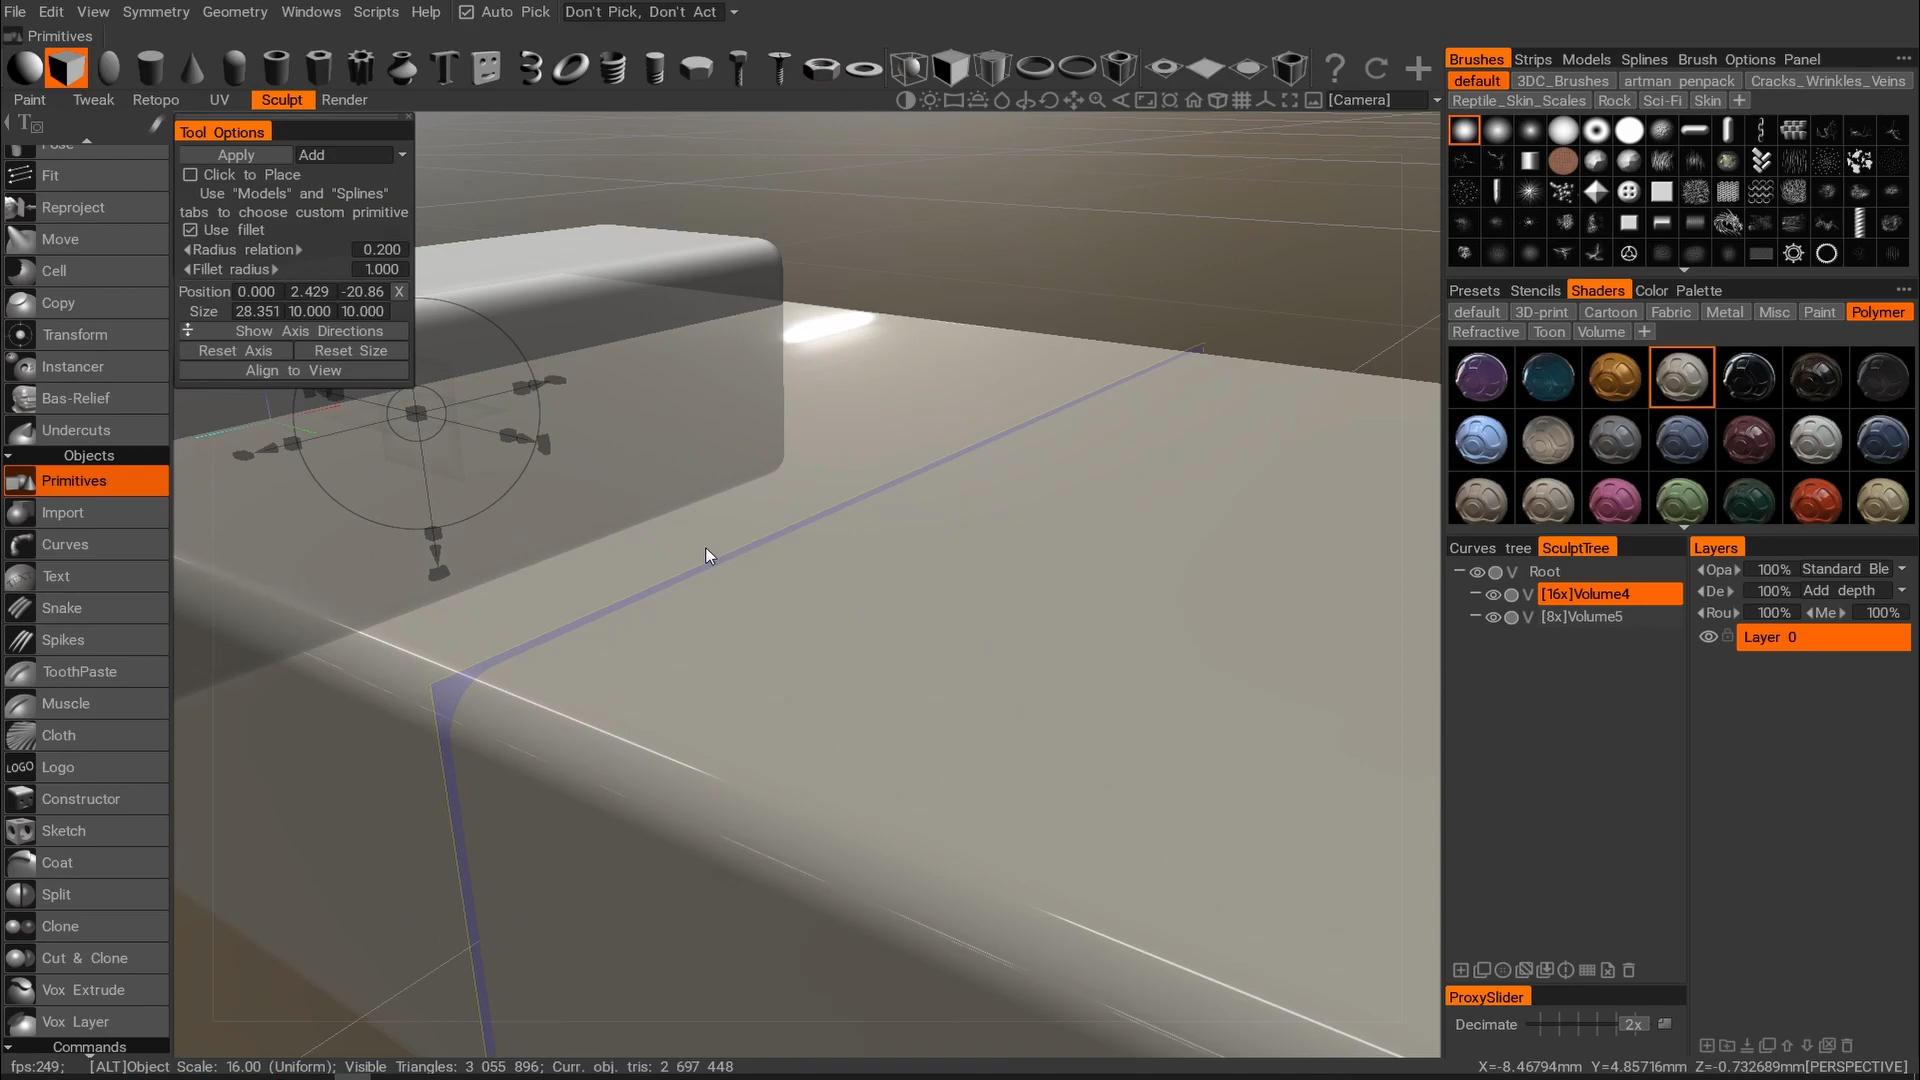 File Edit View Symmetry Geometry Windows Scripts Help Auto Pick Don't Pick, Don't Act
Primitives
Paint Tweak Retopo UV Sculpt Render [Camera]
Fit
Reproject
Move
Cell
Copy
Transform
Instancer
Bas-Relief
Undercuts
Objects
Primitives
Import
Curves
Text
Snake
Spikes
ToothPaste
Muscle
Cloth
LOGO Logo
Constructor
Sketch
Coat
Split
Clone
Cut & Clone
Vox Extrude
Vox Layer
Commands
Tool Options
Apply Add
Click to Place
Use "Models" and "Splines"
tabs to choose custom primitive
Use fillet
Radius relation 0.200
Fillet radius 1.000
Position 0.000 2.429 -20.86 X
Size 28.351 10.000 10.000
Show Axis Directions
Reset Axis Reset Size
Align to View
Brushes Strips Models Splines Brush Options Panel
default 3DC_Brushes artman penpack Cracks_Wrinkles_Veins
Reptile_Skin_Scales Rock Sci-Fi Skin +
Presets Stencils Shaders Color Palette
default 3D-print Cartoon Fabric Metal Misc Paint Polymer
Refractive Toon Volume +
Curves tree SculptTree
Root
V [16x]Volume4
V [8x]Volume5
Layers
Opa 100% Standard Ble
De 100% Add depth
Rou 100% Me 100%
Layer 0
ProxySlider
Decimate 2x
fps:249; [ALT]Object Scale: 16.00 (Uniform); Visible Triangles: 3 055 896; Curr. obj. tris: 2 697 448
X=-8.46794mm Y=4.85716mm Z=-0.732689mm[PERSPECTIVE]